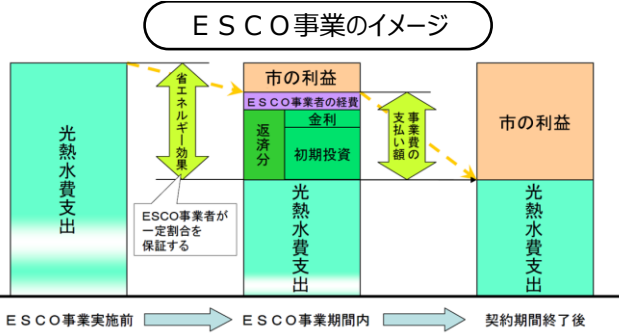 ＥＳＣＯ事業のイメージ
光熱水費支出
省エネルギー効果
ESCO事業者が
一定割合を
保証する
市の利益
ＥＳＣＯ事業者の経費
返済分
金利
初期投資
光熱水費支出
事業費の
支払い額
市の利益
光熱水費支出
ＥＳＣＯ事業実施前
ＥＳＣＯ事業期間内
契約期間終了後